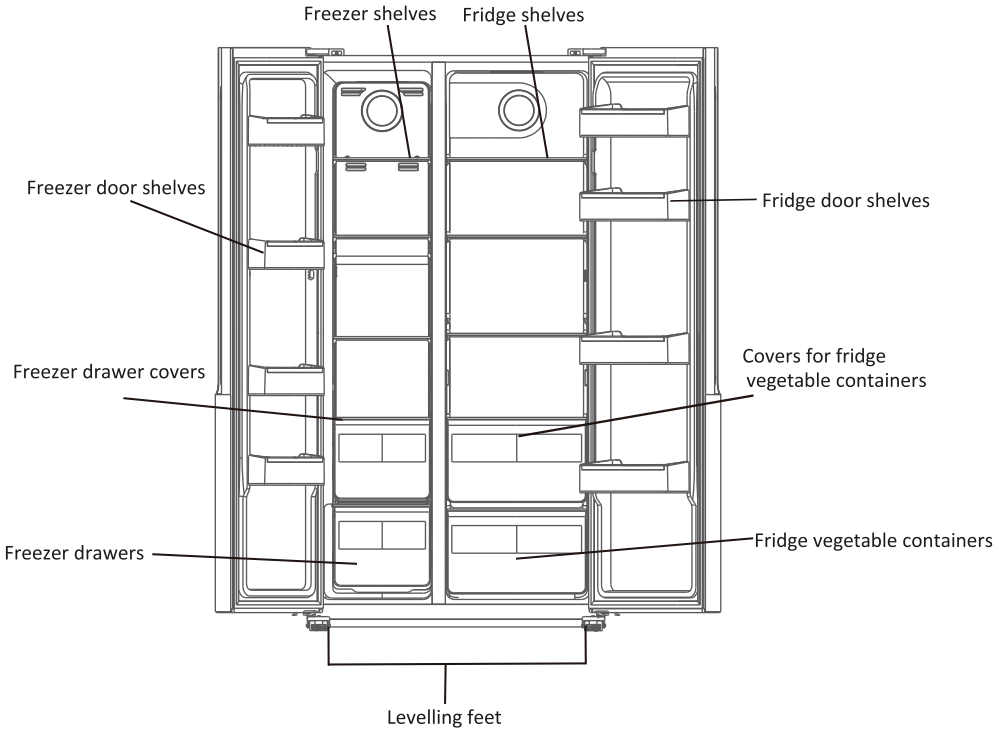 Freezer shelves
Fridge shelves
Freezer door shelves
Fridge door shelves
Freezer drawer covers
Covers for fridge
vegetable containers
Freezer drawers
Fridge vegetable containers
Levelling feet